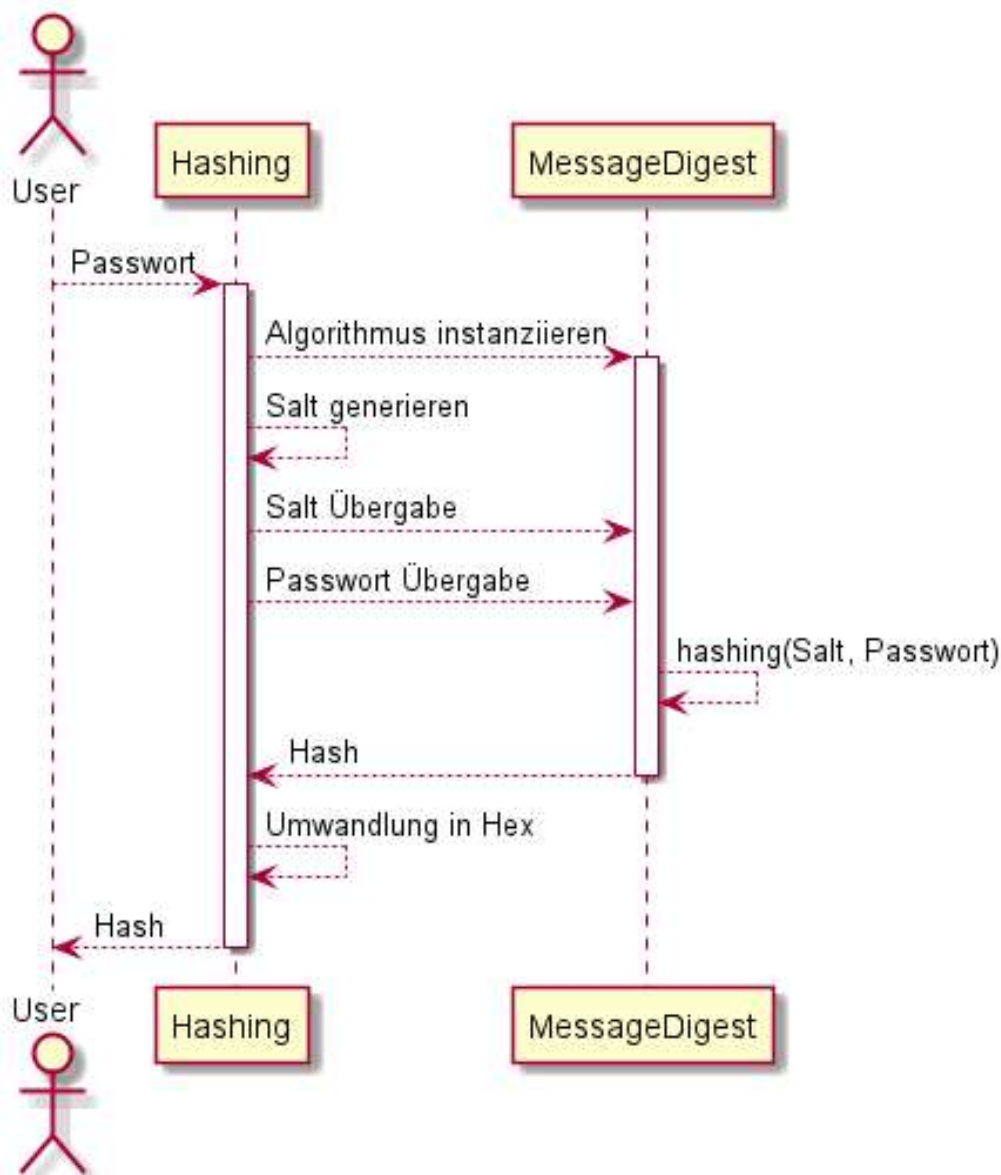 User
Hashing
MessageDigest
Passwort
Algorithmus instanziieren
Salt generieren
Salt Übergabe
Passwort Übergabe
hashing(Salt, Passwort)
Hash
Umwandlung in Hex
Hash
User
Hashing
MessageDigest